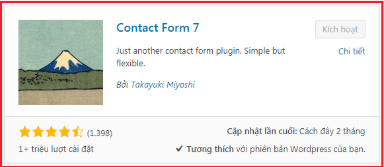 Contact Form 7
Kích hoạt
Just another contact form plugin. Simple but
flexible.
Chi tiết
Bởi Takayuki Miyoshi
(1.398)
Cập nhật lần cuối: Cách đây 2 tháng
1+ triệu lượt cài đặt
Tương thích với phiên bản Wordpress của bạn.